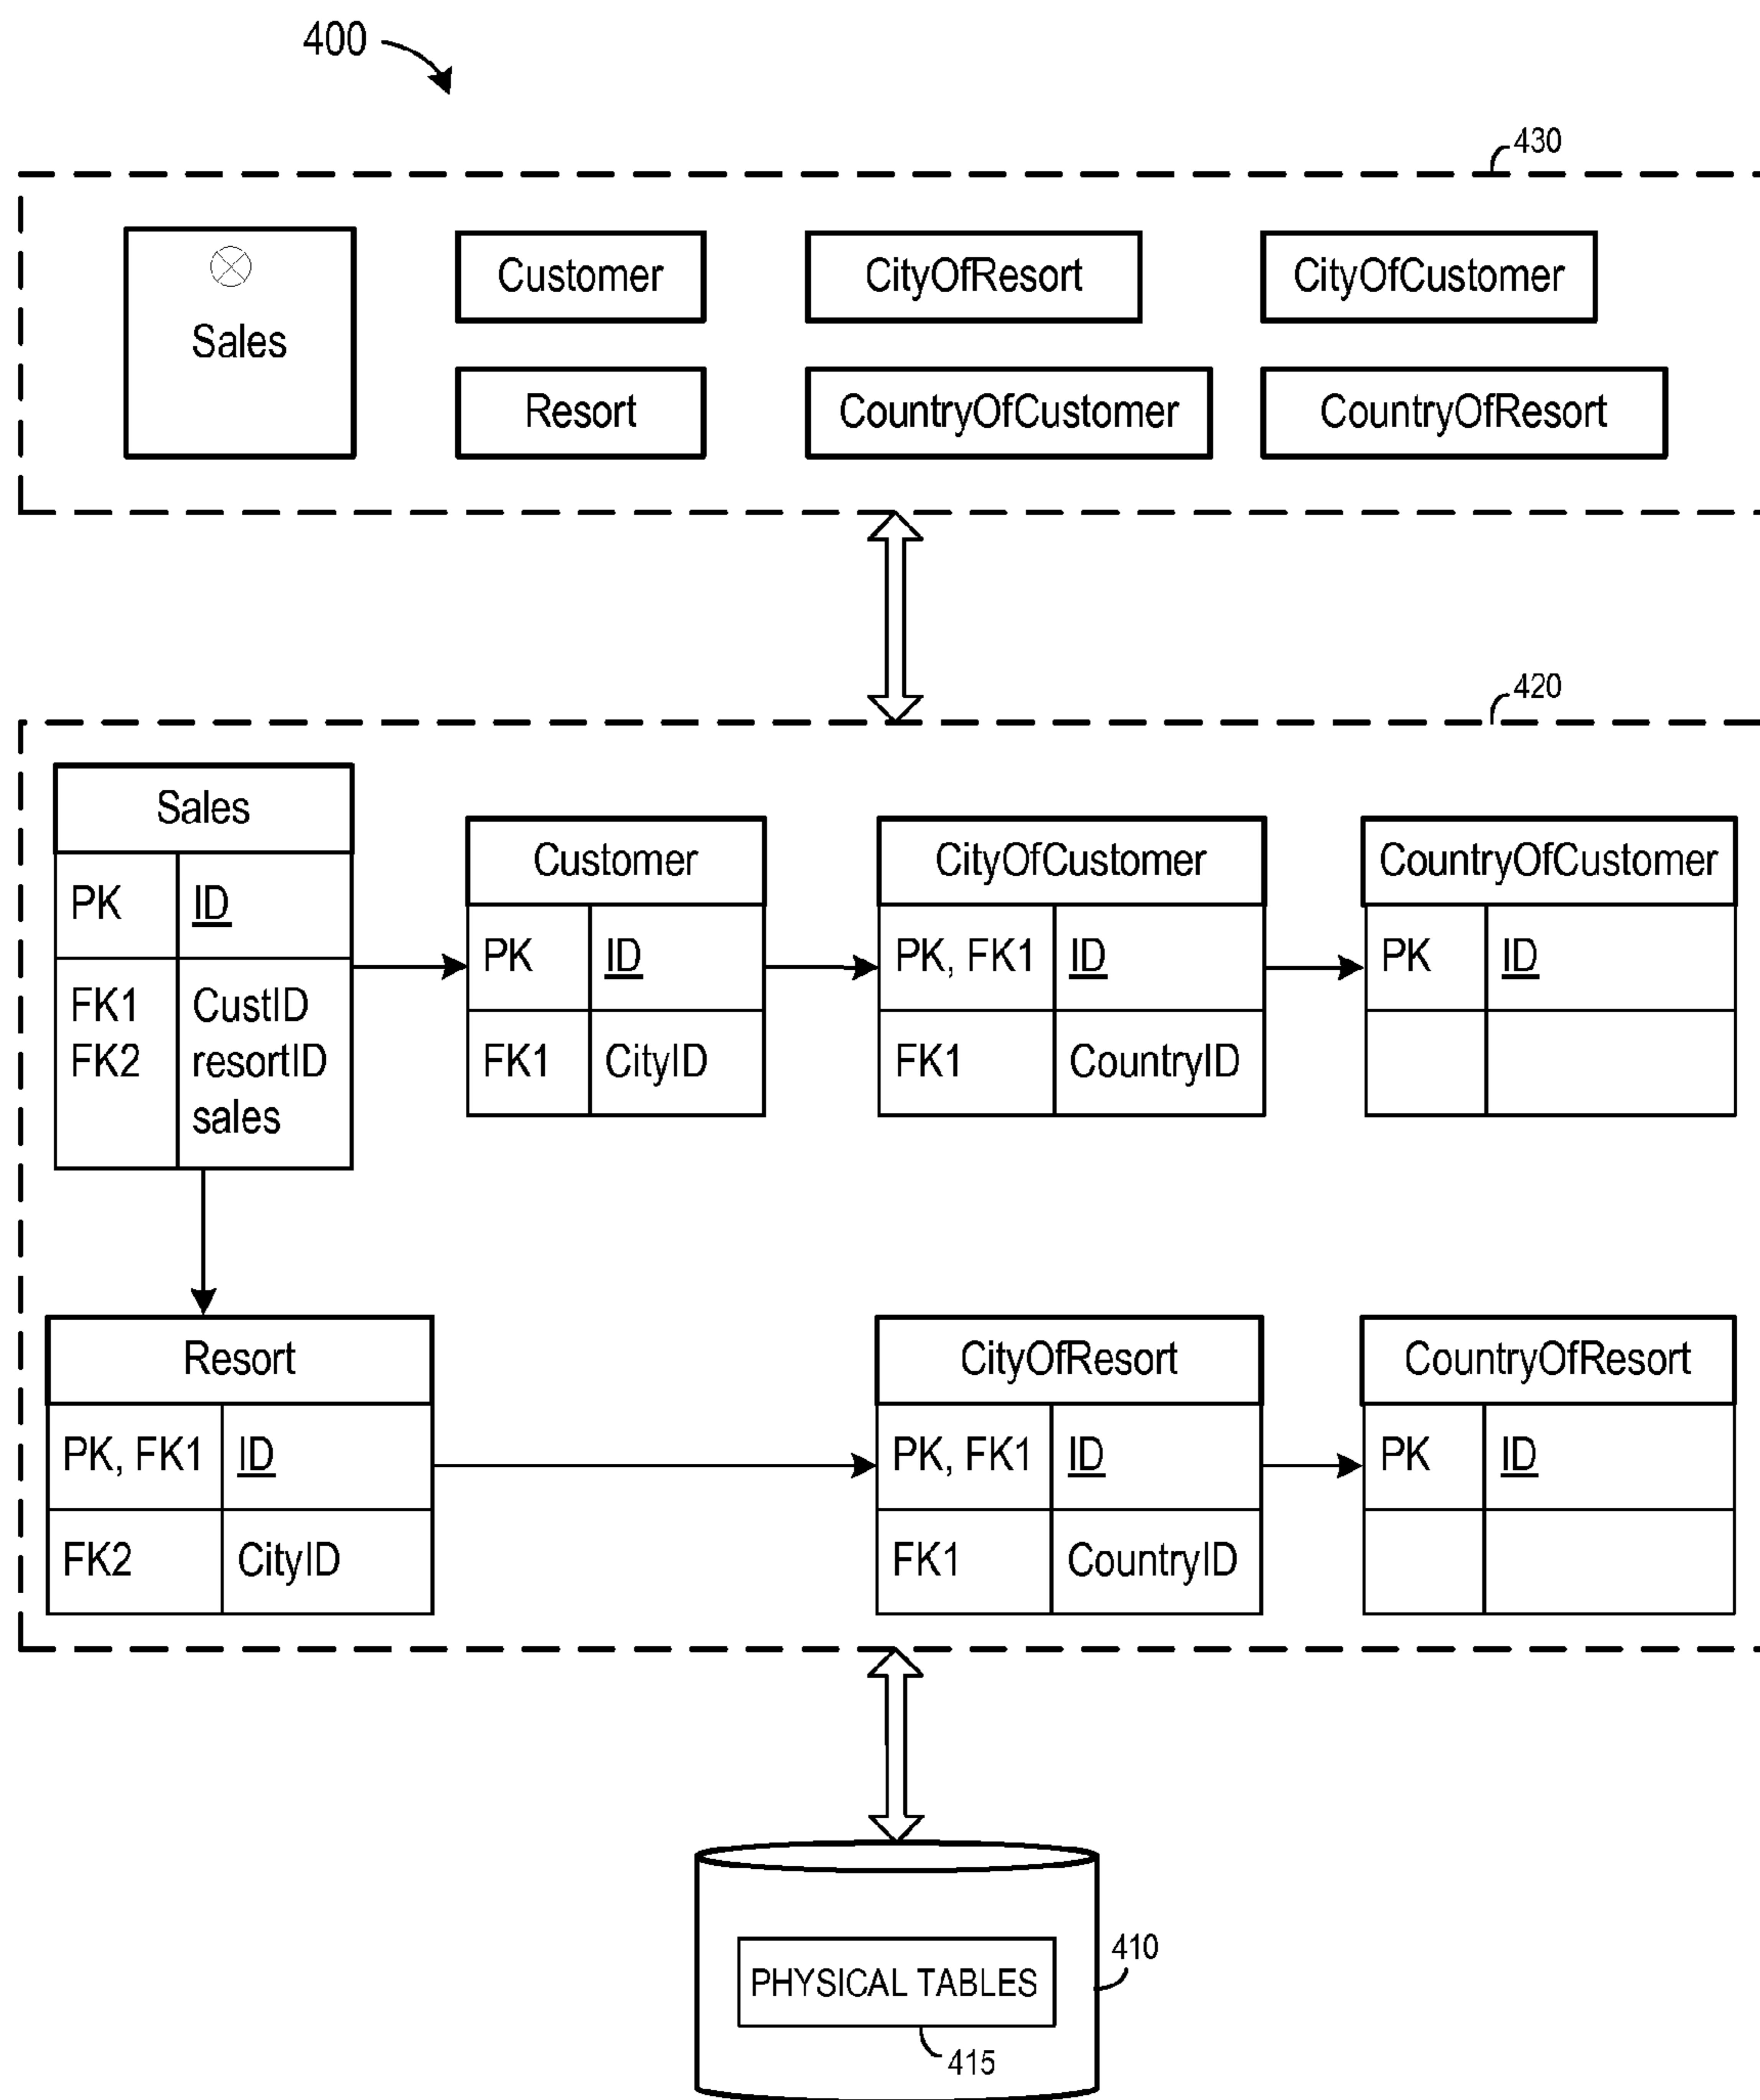 400
430
Sales
Customer
CityOfResort
CityOfCustomer
Resort
CountryOfCustomer
CountryOfResort
420
Sales
PK ID
FK1 CustID
FK2 resortID
sales
Customer
PK ID
FK1 CityID
CityOfCustomer
PK, FK1 ID
FK1 CountryID
CountryOfCustomer
PK ID
Resort
PK, FK1 ID
FK2 CityID
CityOfResort
PK, FK1 ID
FK1 CountryID
CountryOfResort
PK ID
410
PHYSICAL TABLES
415